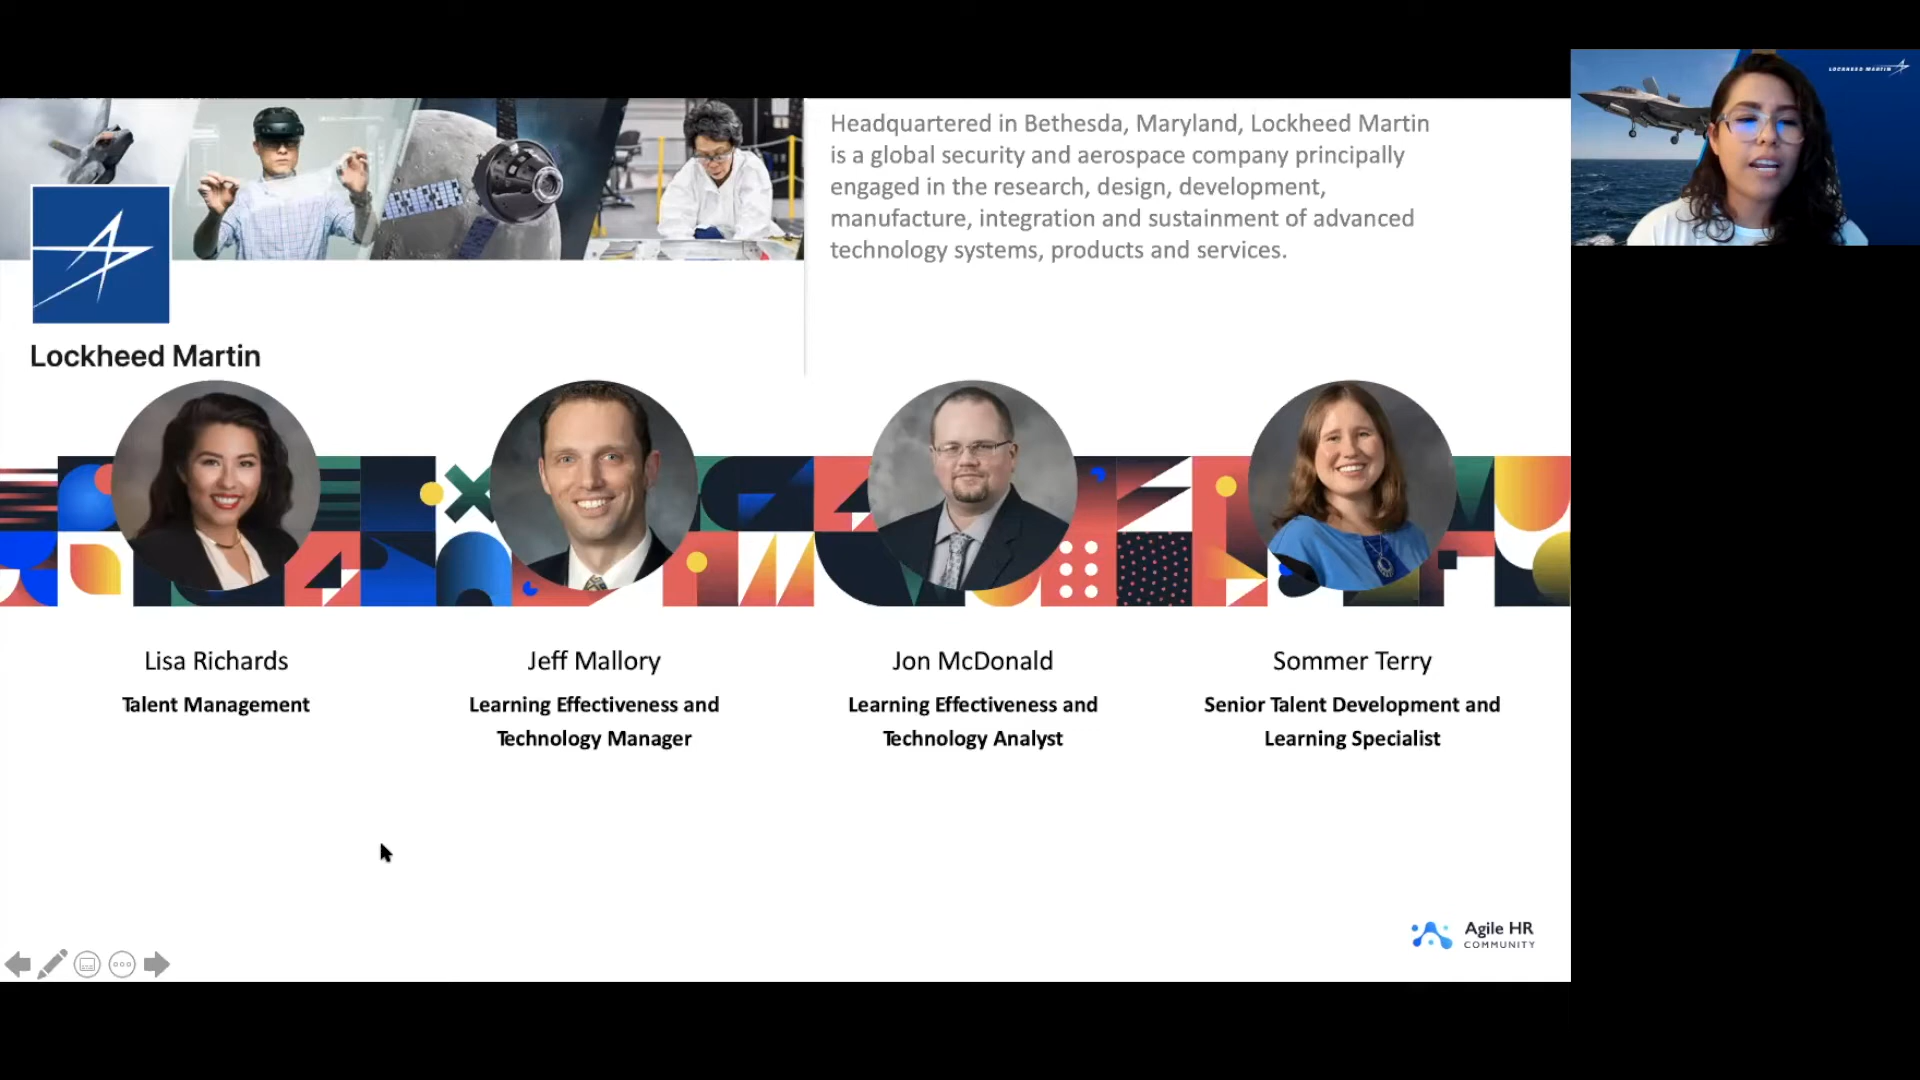 Headquartered in Bethesda, Maryland, Lockheed Martin
is a global security and aerospace company principally
engaged in the research, design, development,
manufacture, integration and sustainment of advanced
technology systems, products and services.
LOCKHEED MARTIN
Lockheed Martin
Lisa Richards
Talent Management
Jeff Mallory
Learning Effectiveness and
Technology Manager
Jon McDonald
Learning Effectiveness and
Technology Analyst
Sommer Terry
Senior Talent Development and
Learning Specialist
Agile HR
COMMUNITY